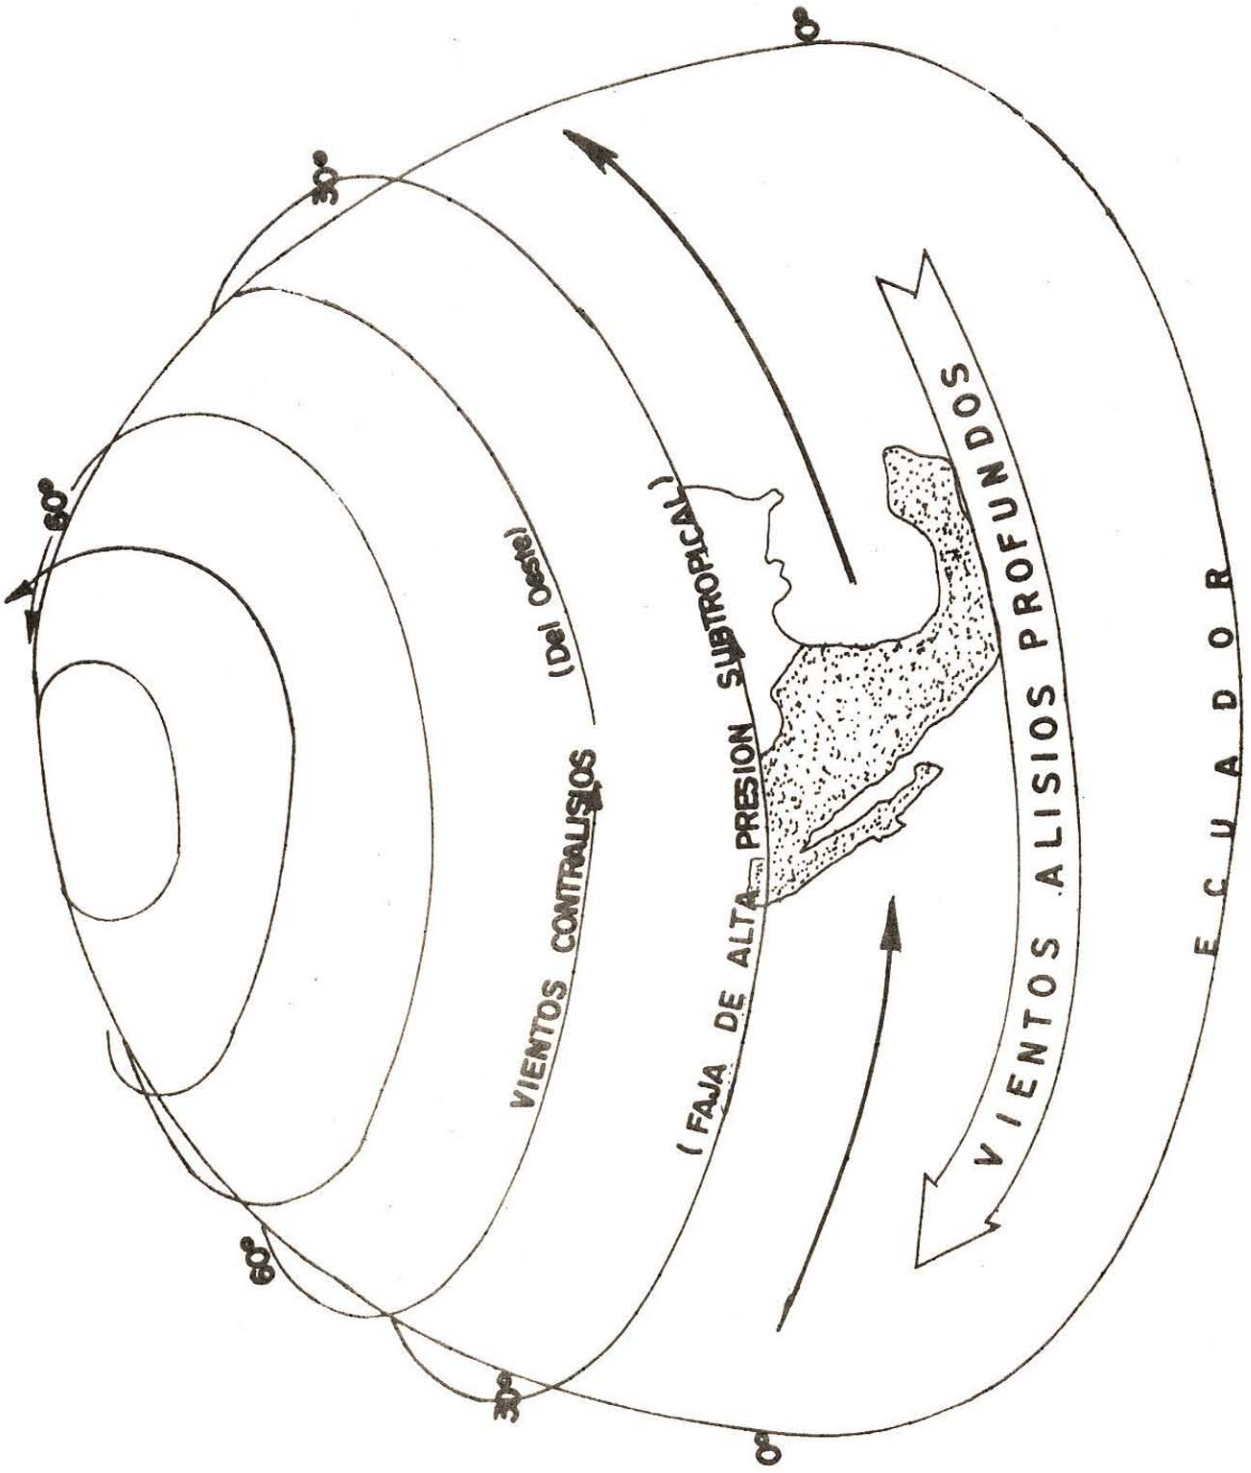 60°
60°
30°
30°
VIENTOS CONTRALISIOS (Del Oeste)
(FAJA DE ALTA PRESION SUBTROPICAL)
0°
0°
VIENTOS ALISIOS PROFUNDOS
ECUADOR